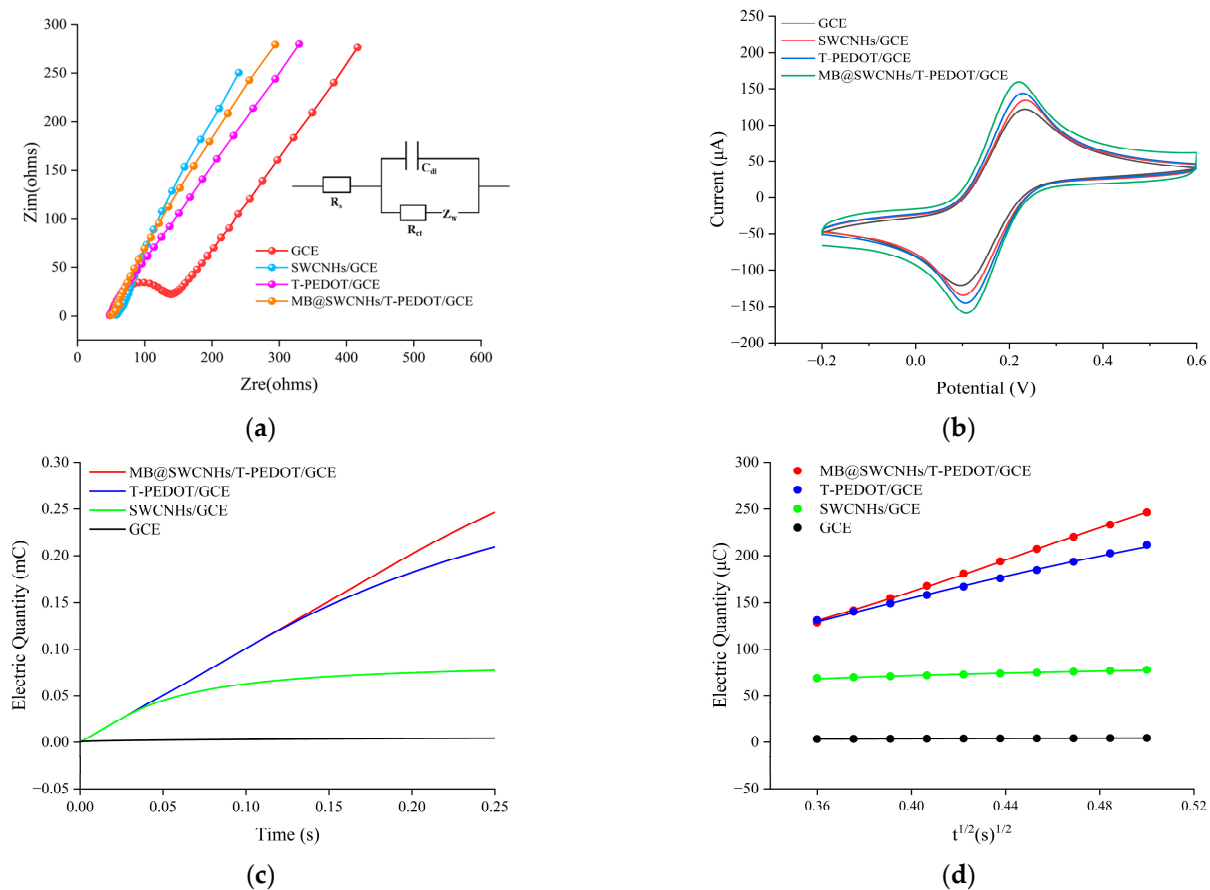 300
250
200
150
100
50
0
Zim(ohms)
0 100 200 300 400 500 600
Zre(ohms)
C_dl
R_s
R_ct
Z_w
GCE
SWCNHs/GCE
T-PEDOT/GCE
MB@SWCNHs/T-PEDOT/GCE
(a)
GCE
SWCNHs/GCE
T-PEDOT/GCE
MB@SWCNHs/T-PEDOT/GCE
250
200
150
100
50
0
−50
−100
−150
−200
Current (μA)
−0.2 0.0 0.2 0.4 0.6
Potential (V)
(b)
MB@SWCNHs/T-PEDOT/GCE
T-PEDOT/GCE
SWCNHs/GCE
GCE
0.30
0.25
0.20
0.15
0.10
0.05
0.00
−0.05
Electric Quantity (mC)
0.00 0.05 0.10 0.15 0.20 0.25
Time (s)
(c)
MB@SWCNHs/T-PEDOT/GCE
T-PEDOT/GCE
SWCNHs/GCE
GCE
300
250
200
150
100
50
0
−50
Electric Quantity (μC)
0.36 0.40 0.44 0.48 0.52
t^1/2(s)^1/2
(d)